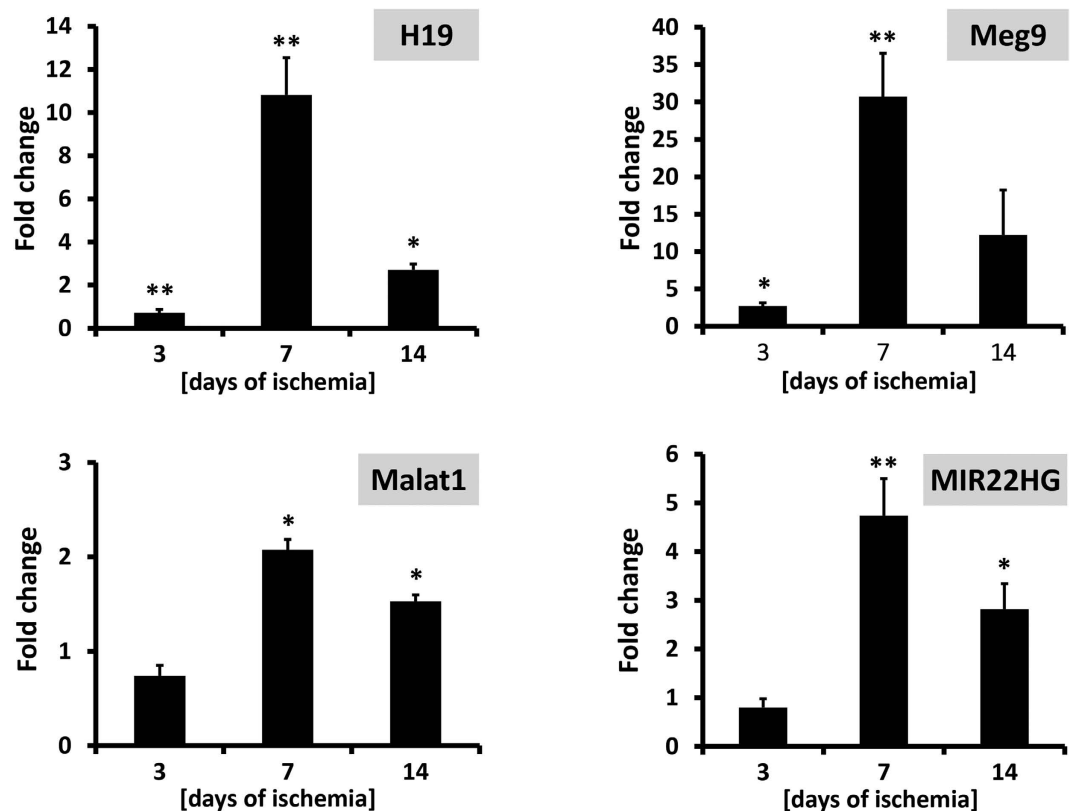 H19
Fold change
14
12
10
8
6
4
2
0
**
**
*
3 7 14
[days of ischemia]
Meg9
Fold change
40
35
30
25
20
15
10
5
0
*
**
3 7 14
[days of ischemia]
Malat1
Fold change
3
2
1
0
*
*
3 7 14
[days of ischemia]
MIR22HG
Fold change
6
5
4
3
2
1
0
**
*
3 7 14
[days of ischemia]